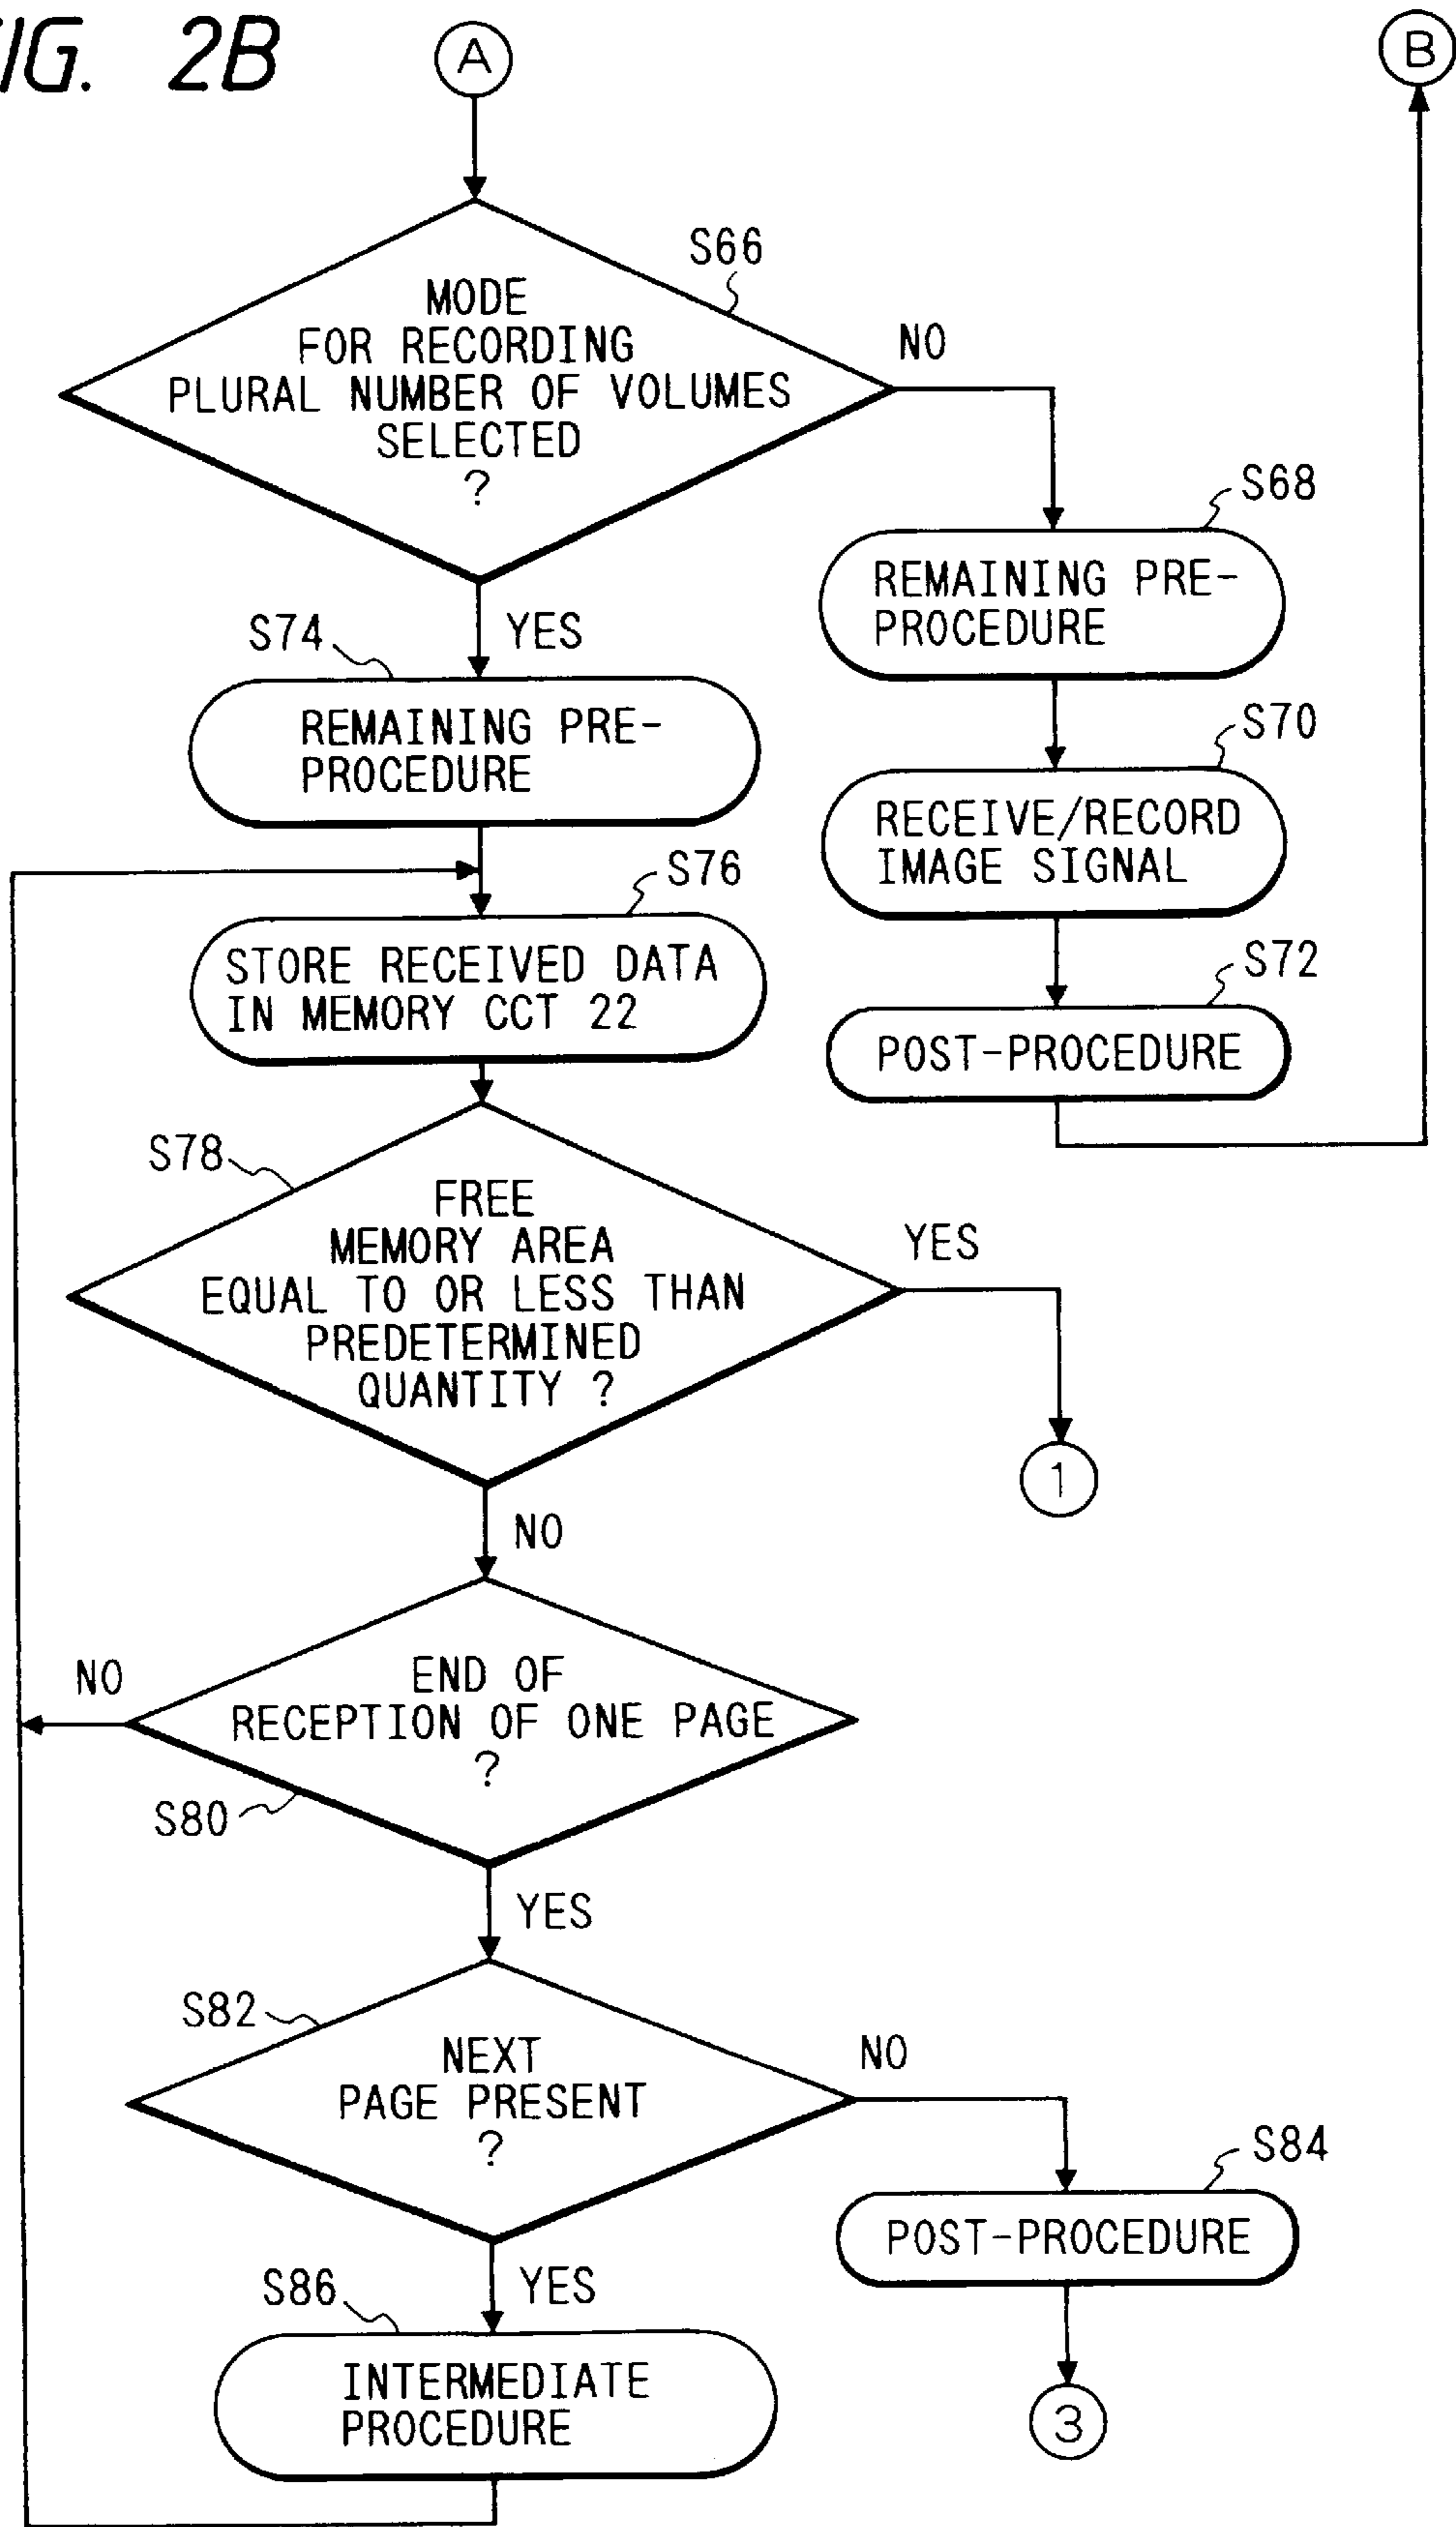 FIG. 2B
A
B
S66
MODE
FOR RECORDING
PLURAL NUMBER OF VOLUMES
SELECTED
?
NO
YES
S68
REMAINING PRE-
PROCEDURE
S70
RECEIVE/RECORD
IMAGE SIGNAL
S72
POST-PROCEDURE
S74
REMAINING PRE-
PROCEDURE
S76
STORE RECEIVED DATA
IN MEMORY CCT 22
S78
FREE
MEMORY AREA
EQUAL TO OR LESS THAN
PREDETERMINED
QUANTITY ?
YES
1
NO
END OF
RECEPTION OF ONE PAGE
?
NO
S80
YES
S82
NEXT
PAGE PRESENT
?
NO
S84
POST-PROCEDURE
3
YES
S86
INTERMEDIATE
PROCEDURE